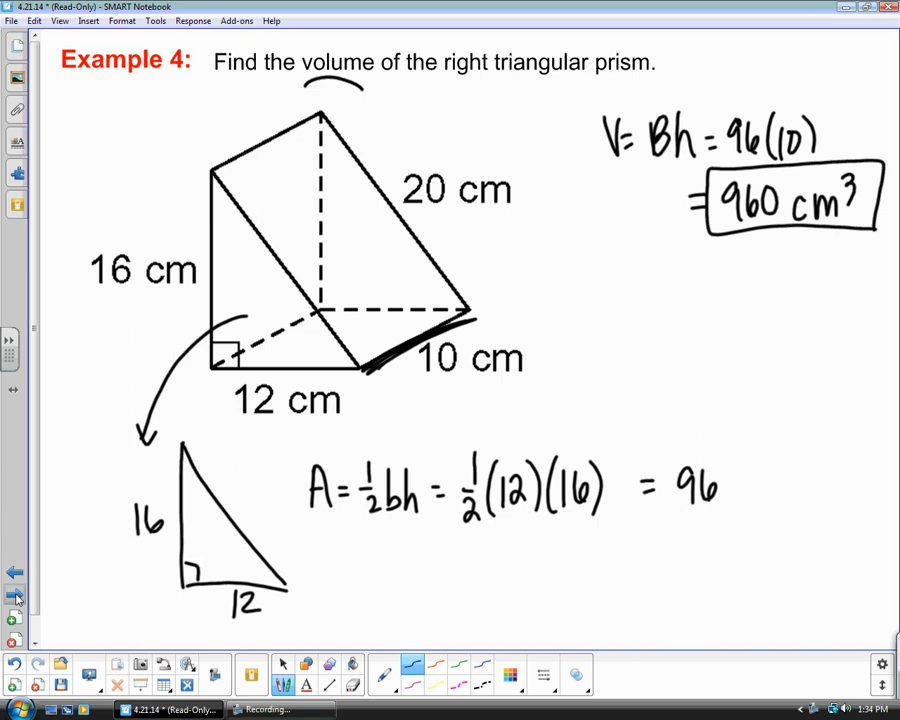 4.21.14 * (Read-Only) - SMART Notebook
File Edit View Insert Format Tools Response Add-ons Help
Example 4: Find the volume of the right triangular prism.
V = Bh = 96(10)
= 960 cm³
20 cm
16 cm
10 cm
12 cm
A = 1/2 bh = 1/2 (12)(16) = 96
16
12
4.21.14 * (Read-Only...
Recording...
1:34 PM